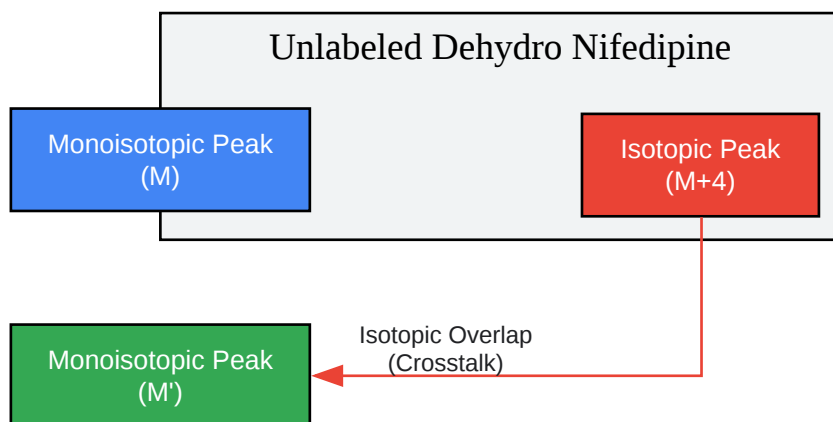 Unlabeled Dehydro Nifedipine
Monoisotopic Peak
(M)
Isotopic Peak
(M+4)
Isotopic Overlap
(Crosstalk)
Monoisotopic Peak
(M')